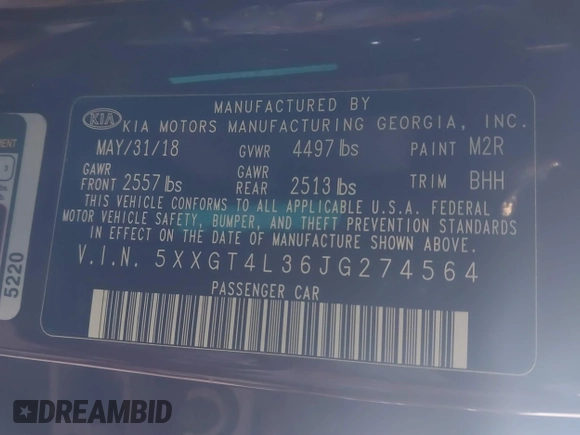 MANUFACTURED BY
KIA KIA MOTORS MANUFACTURING GEORGIA, INC.
MAY/31/18 GVWR 4497 lbs PAINT M2R
GAWR FRONT 2557 lbs GAWR REAR 2513 lbs TRIM BHH
THIS VEHICLE CONFORMS TO ALL APPLICABLE U.S.A. FEDERAL
MOTOR VEHICLE SAFETY, BUMPER, AND THEFT PREVENTION STANDARDS
IN EFFECT ON THE DATE OF MANUFACTURE SHOWN ABOVE.
V.I.N. 5XXGT4L36JG274564
PASSENGER CAR
5220
DREAMBID